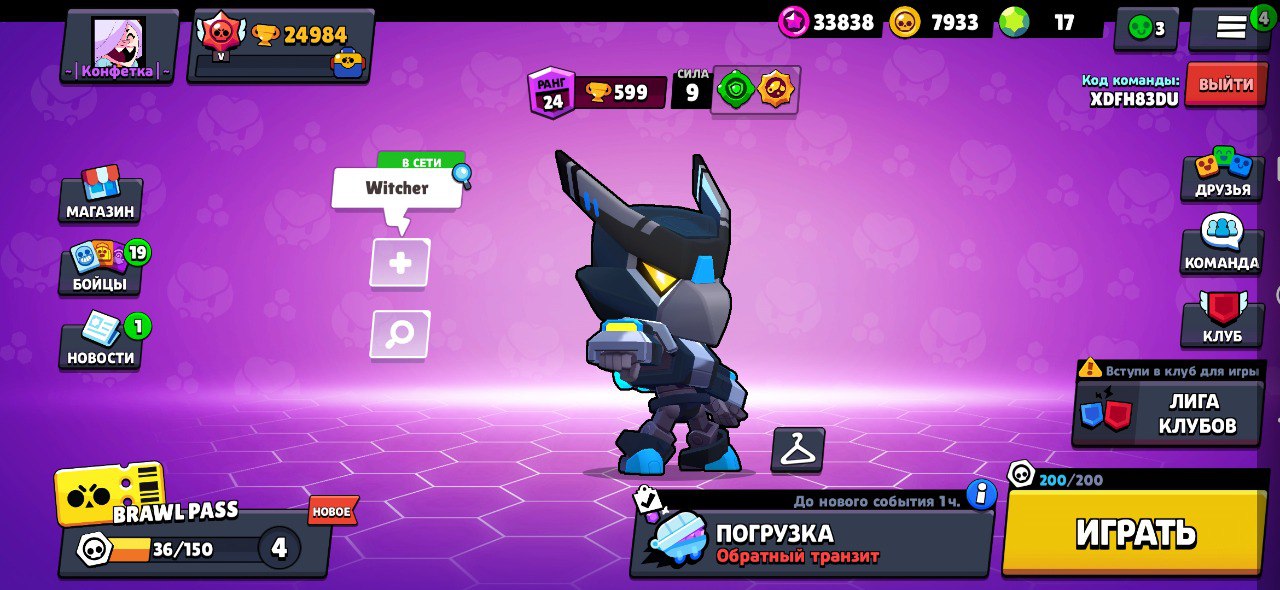 ~|Конфетка|~
V
24984
33838
7933
17
3
4
РАНГ
24
599
СИЛА
9
Код команды:
XDFH83DU
ВЫЙТИ
МАГАЗИН
19
БОЙЦЫ
1
НОВОСТИ
В СЕТИ
Witcher
ДРУЗЬЯ
КОМАНДА
КЛУБ
Вступи в клуб для игры
ЛИГА
КЛУБОВ
BRAWL PASS
НОВОЕ
36/150
4
До нового события 1 ч.
ПОГРУЗКА
Обратный транзит
200/200
ИГРАТЬ